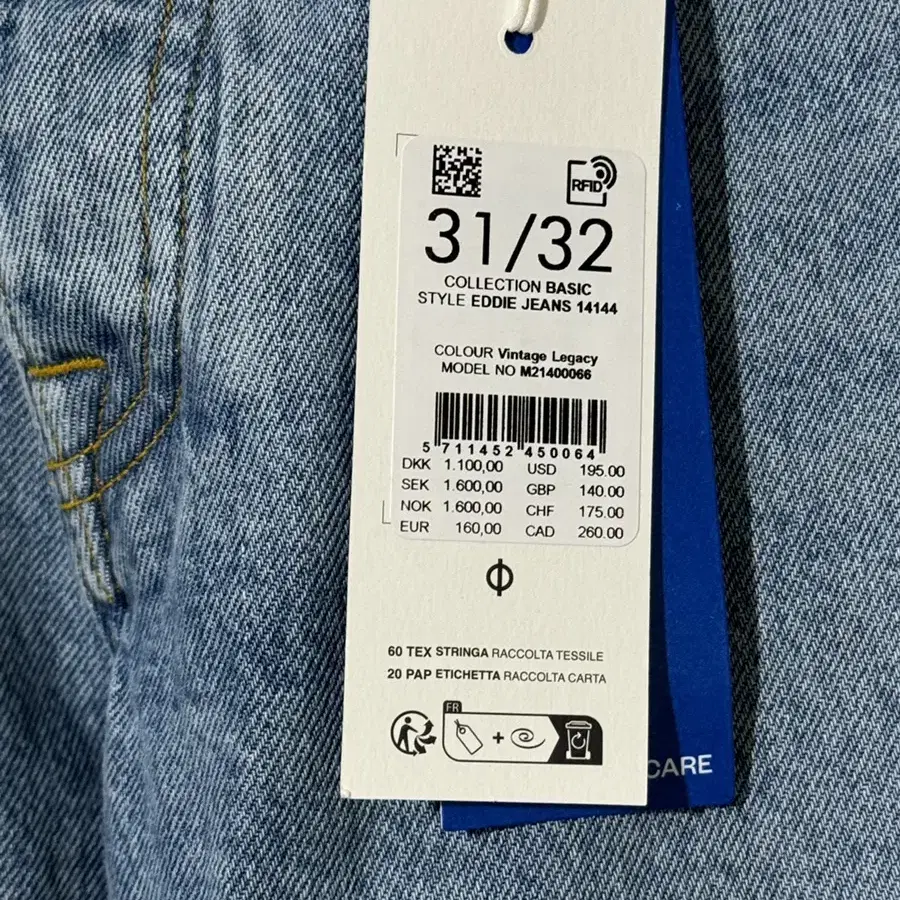 RFID
31/32
COLLECTION BASIC
STYLE EDDIE JEANS 14144
COLOUR Vintage Legacy
MODEL NO M21400066
5 711452 450064
DKK 1.100,00 USD 195.00
SEK 1.600,00 GBP 140.00
NOK 1.600,00 CHF 175.00
EUR 160,00 CAD 260.00
60 TEX STRINGA RACCOLTA TESSILE
20 PAP ETICHETTA RACCOLTA CARTA
FR
+
CARE